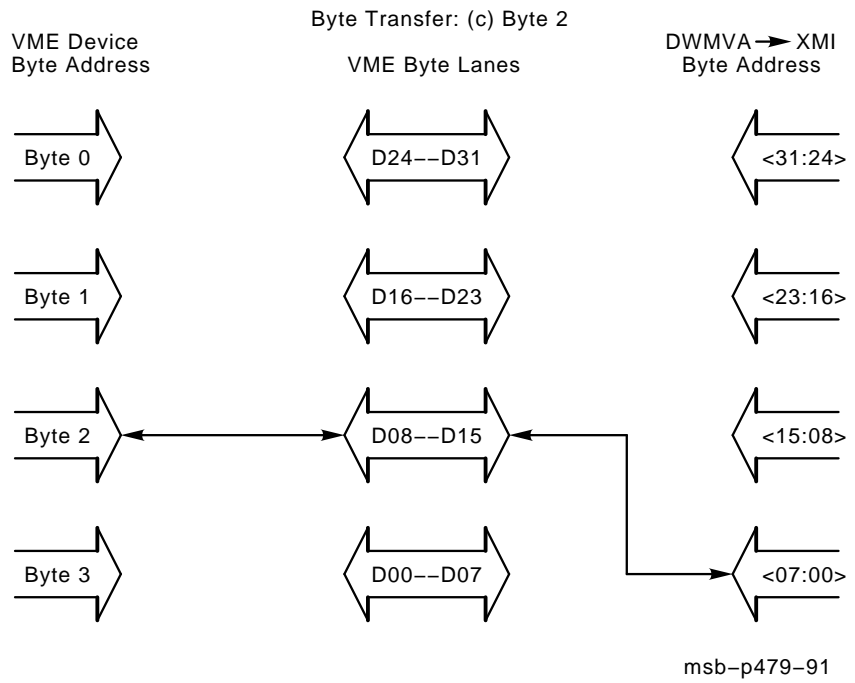 Byte Transfer: (c) Byte 2
VME Device
Byte Address
VME Byte Lanes
DWMVA XMI
Byte Address
Byte 0
D24--D31
<31:24>
Byte 1
D16--D23
<23:16>
Byte 2
D08--D15
<15:08>
Byte 3
D00--D07
<07:00>
msb-p479-91